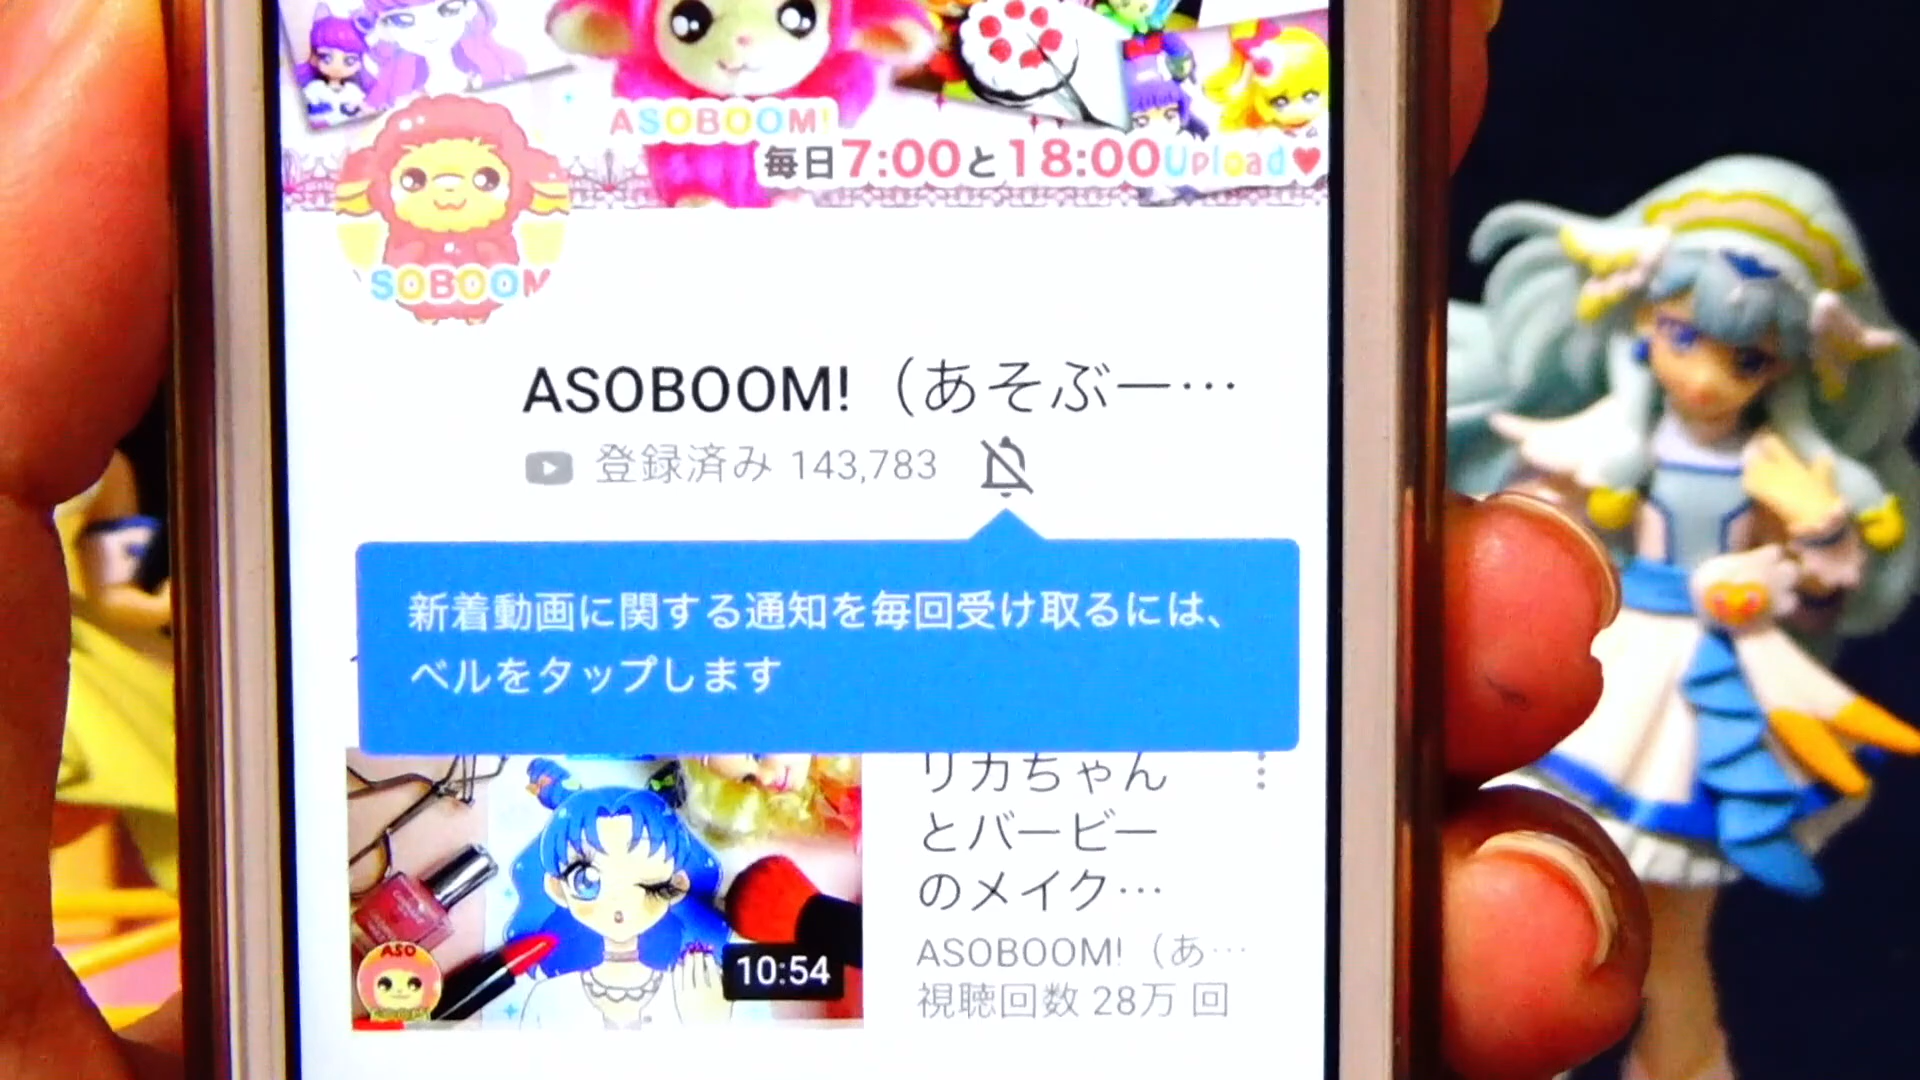 ASOBOOM!
毎日7:00と18:00Upload♥
SOBOOM
ASOBOOM!（あそぶー…
登録済み 143,783
新着動画に関する通知を毎回受け取るには、
ベルをタップします
リカちゃん
とバービー
のメイク…
ASOBOOM!（あ…
視聴回数 28万 回
ASO
10:54